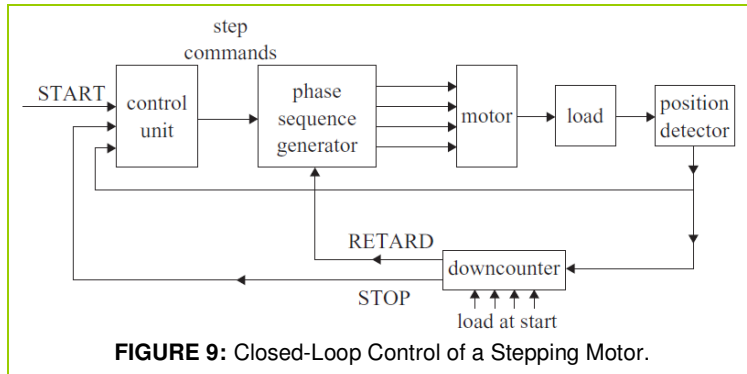 step
commands
START
control
unit
phase
sequence
generator
motor
load
position
detector
RETARD
downcounter
STOP
load at start
FIGURE 9: Closed-Loop Control of a Stepping Motor.